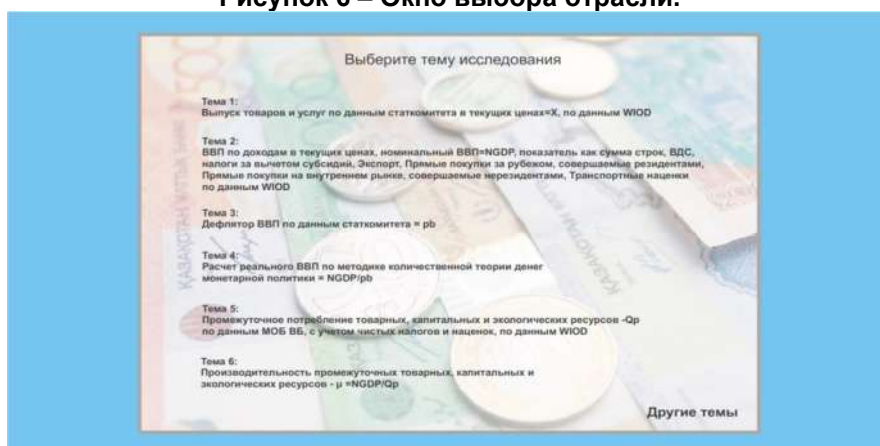 Рисунок 6 – Окно выбора отрасли.
Выберите тему исследования
Тема 1:
Выпуск товаров и услуг по данным статкомитета в текущих ценах=X, по данным WIOD
Тема 2:
ВВП по доходам в текущих ценах, номинальный ВВП=NGDP, показатель как сумма строк, ВДС,
налоги за вычетом субсидий, Экспорт, Прямые покупки за рубежом, совершаемые резидентами,
Прямые покупки на внутреннем рынке, совершаемые нерезидентами, Транспортные наценки
по данным WIOD
Тема 3:
Дефлятор ВВП по данным статкомитета = pb
Тема 4:
Расчет реального ВВП по методике количественной теории денег
монетарной политики = NGDP/pb
Тема 5:
Промежуточное потребление товарных, капитальных и экологических ресурсов -Qp
по данным МОБ ВБ, с учетом чистых налогов и наценок, по данным WIOD
Тема 6:
Производительность промежуточных товарных, капитальных и
экологических ресурсов - μ =NGDP/Qp
Другие темы